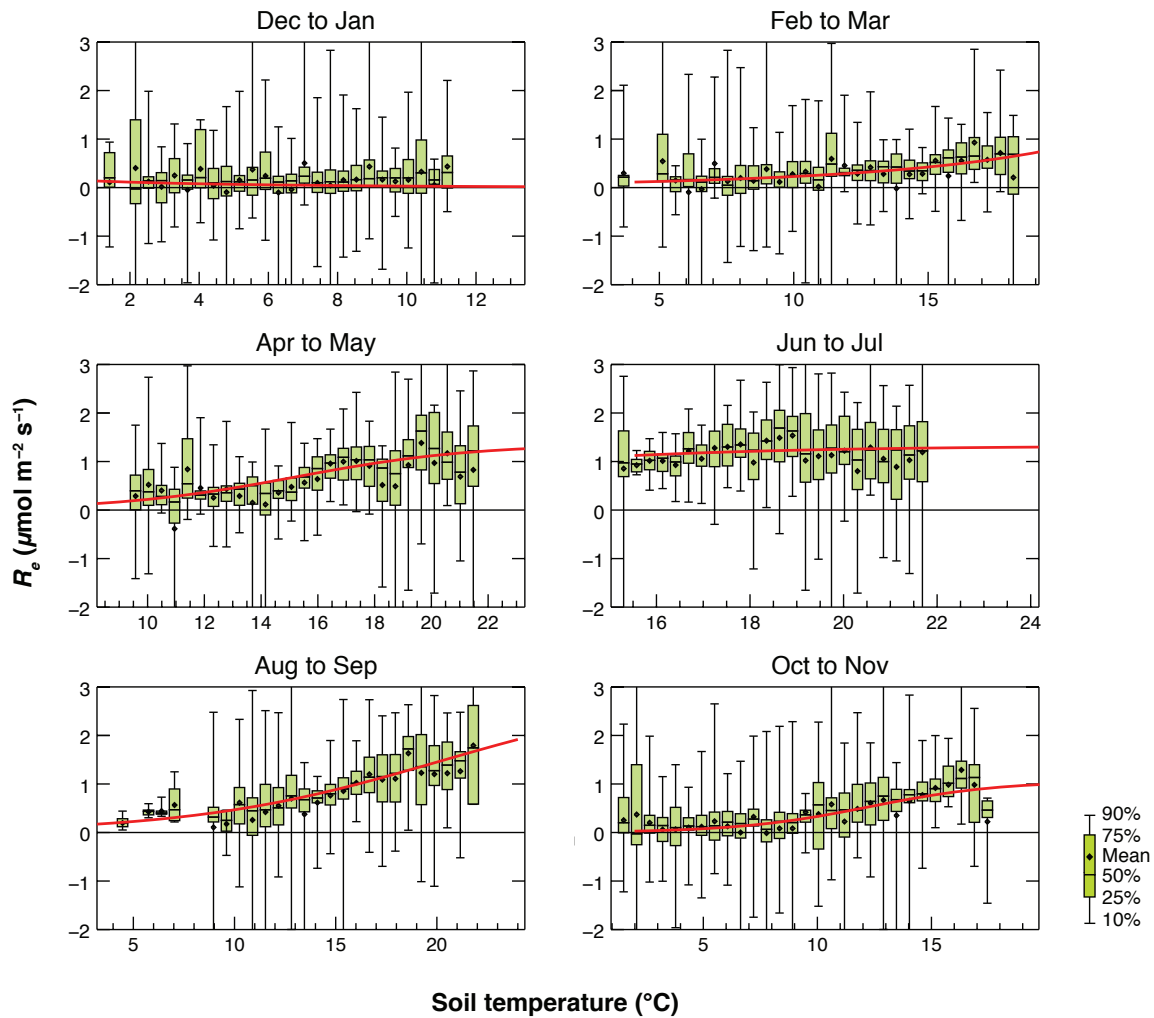 Dec to Jan
3
2
1
0
−1
−2
2 4 6 8 10 12
Feb to Mar
3
2
1
0
−1
−2
5 10 15
Apr to May
3
2
1
0
−1
−2
10 12 14 16 18 20 22
Jun to Jul
3
2
1
0
−1
−2
16 18 20 22 24
Aug to Sep
3
2
1
0
−1
−2
5 10 15 20
Oct to Nov
3
2
1
0
−1
−2
5 10 15
Re (μmol m−2 s−1)
Soil temperature (°C)
90%
75%
Mean
50%
25%
10%